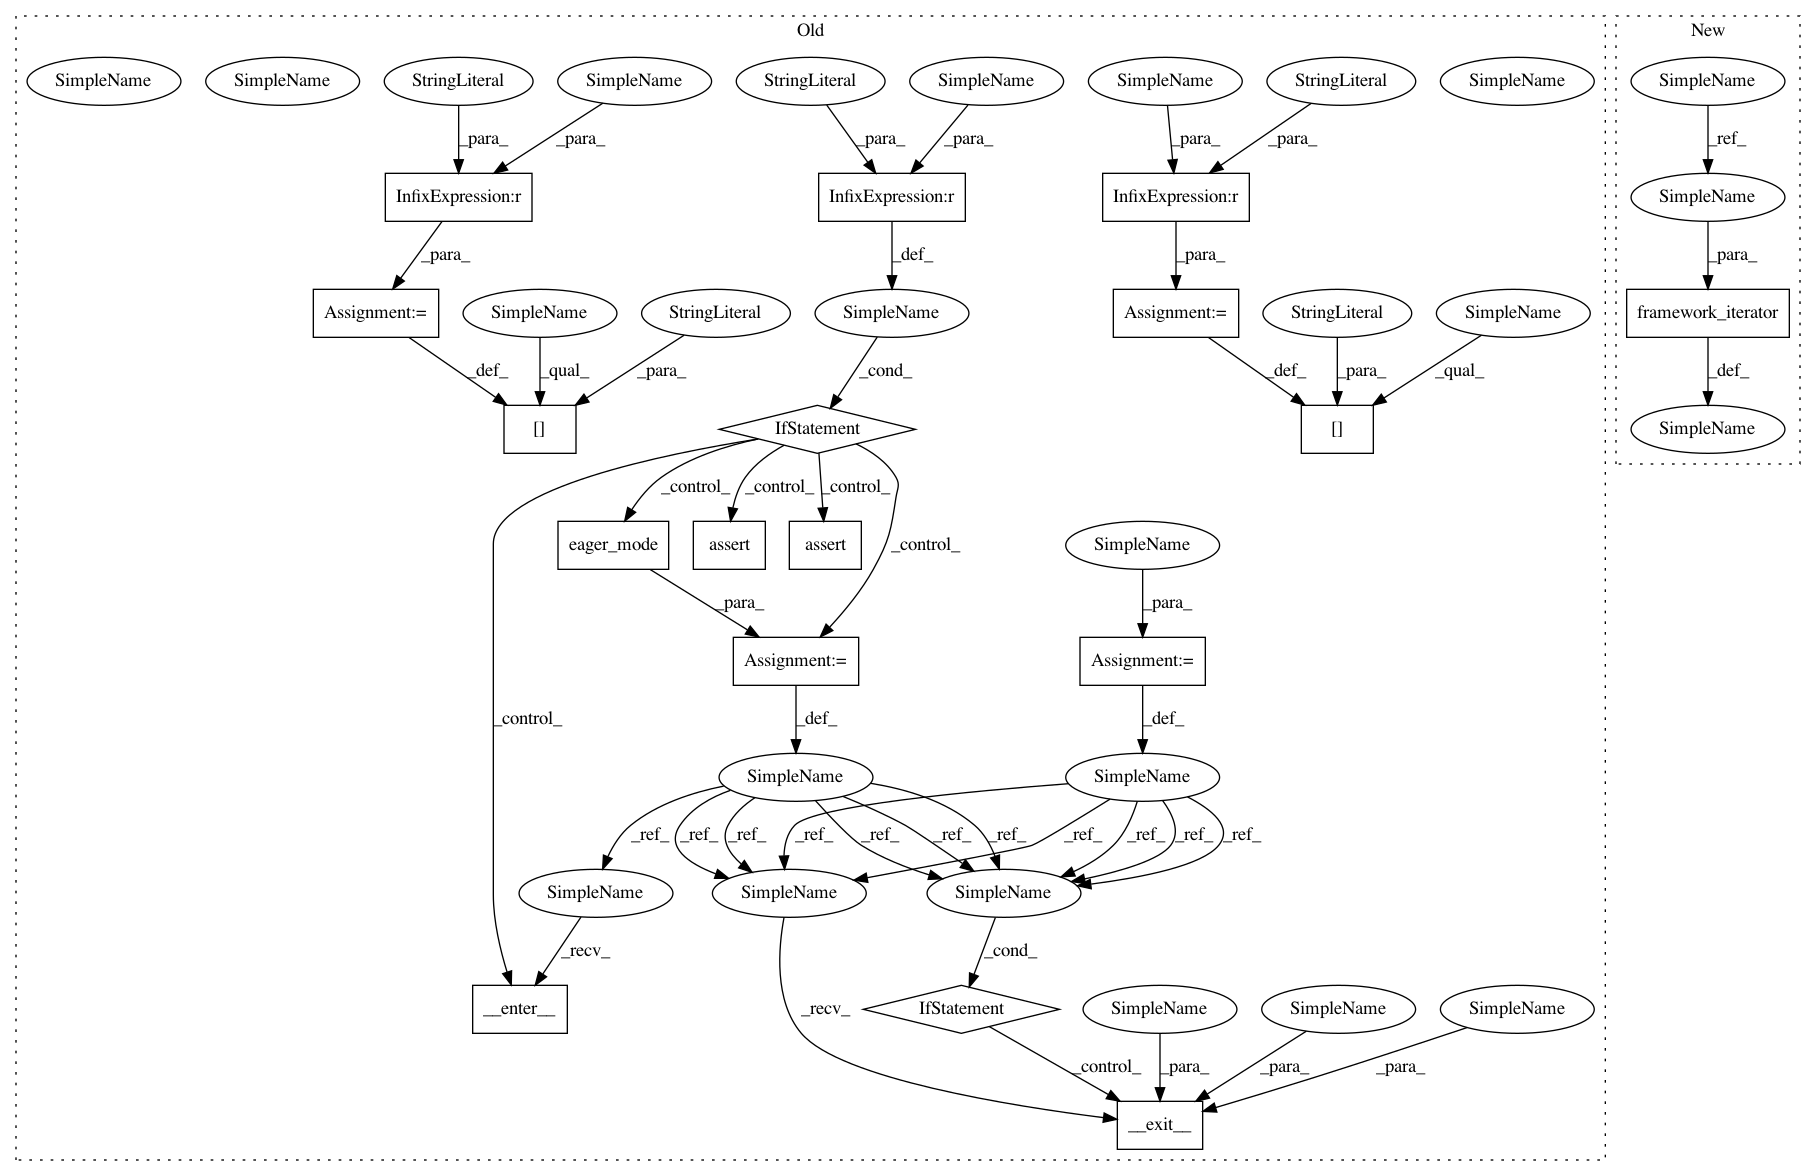 Old
New
SimpleName
SimpleName
StringLiteral
SimpleName
StringLiteral
SimpleName
SimpleName
StringLiteral
SimpleName
SimpleName
_para_
_para_
_para_
_para_
_para_
_para_
_ref_
InfixExpression:r
InfixExpression:r
InfixExpression:r
SimpleName
_para_
_def_
_para_
_para_
Assignment:=
SimpleName
StringLiteral
SimpleName
Assignment:=
StringLiteral
SimpleName
framework_iterator
_def_
_qual_
_para_
_cond_
_def_
_para_
_qual_
_def_
[]
IfStatement
[]
SimpleName
_control_
_control_
_control_
eager_mode
assert
assert
_control_
SimpleName
_para_
_para_
Assignment:=
Assignment:=
_control_
_def_
_def_
SimpleName
SimpleName
_ref_
_ref_
_ref_
_ref_
_ref_
_ref_
_ref_
_ref_
_ref_
_ref_
_ref_
SimpleName
SimpleName
SimpleName
_recv_
_cond_
__enter__
_recv_
IfStatement
SimpleName
SimpleName
SimpleName
_control_
_para_
_para_
_para_
__exit__